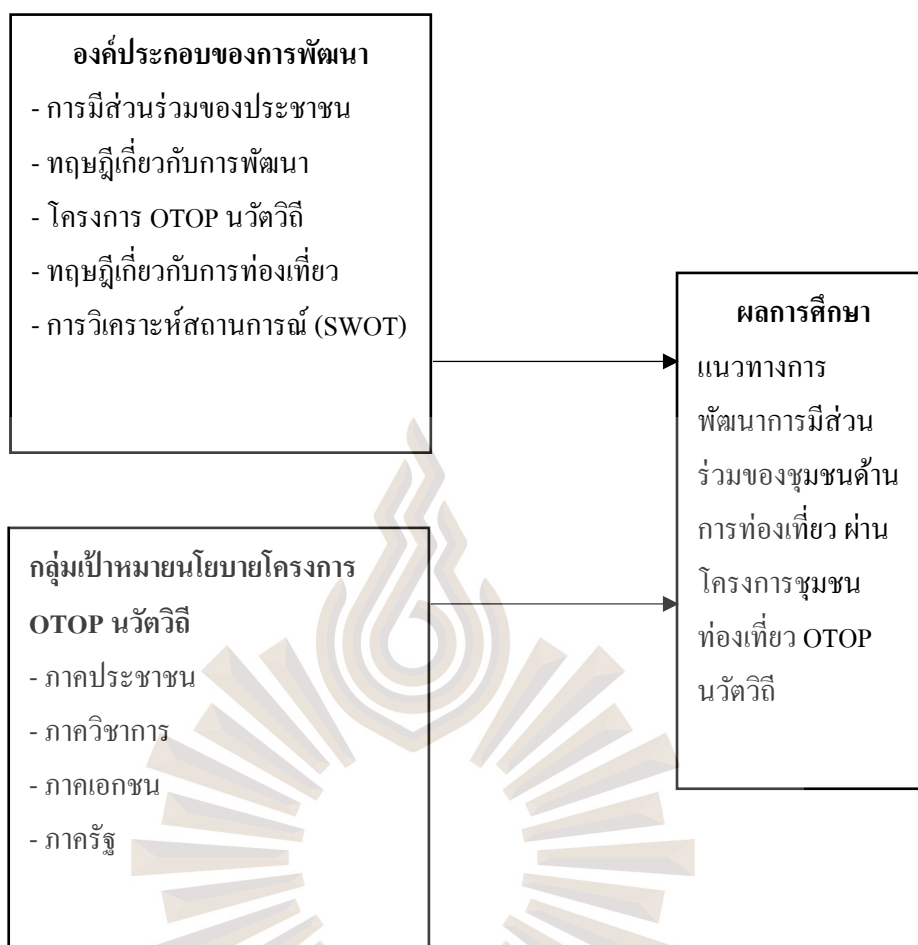 องค์ประกอบของการพัฒนา
- การมีส่วนร่วมของประชาชน
- ทฤษฎีเกี่ยวกับการพัฒนา
- โครงการ OTOP นวัตวิถี
- ทฤษฎีเกี่ยวกับการท่องเที่ยว
- การวิเคราะห์สถานการณ์ (SWOT)
กลุ่มเป้าหมายนโยบายโครงการ
OTOP นวัตวิถี
- ภาคประชาชน
- ภาควิชาการ
- ภาคเอกชน
- ภาครัฐ
ผลการศึกษา
แนวทางการ
พัฒนาการมีส่วน
ร่วมของชุมชนด้าน
การท่องเที่ยว ผ่าน
โครงการชุมชน
ท่องเที่ยว OTOP
นวัตวิถี